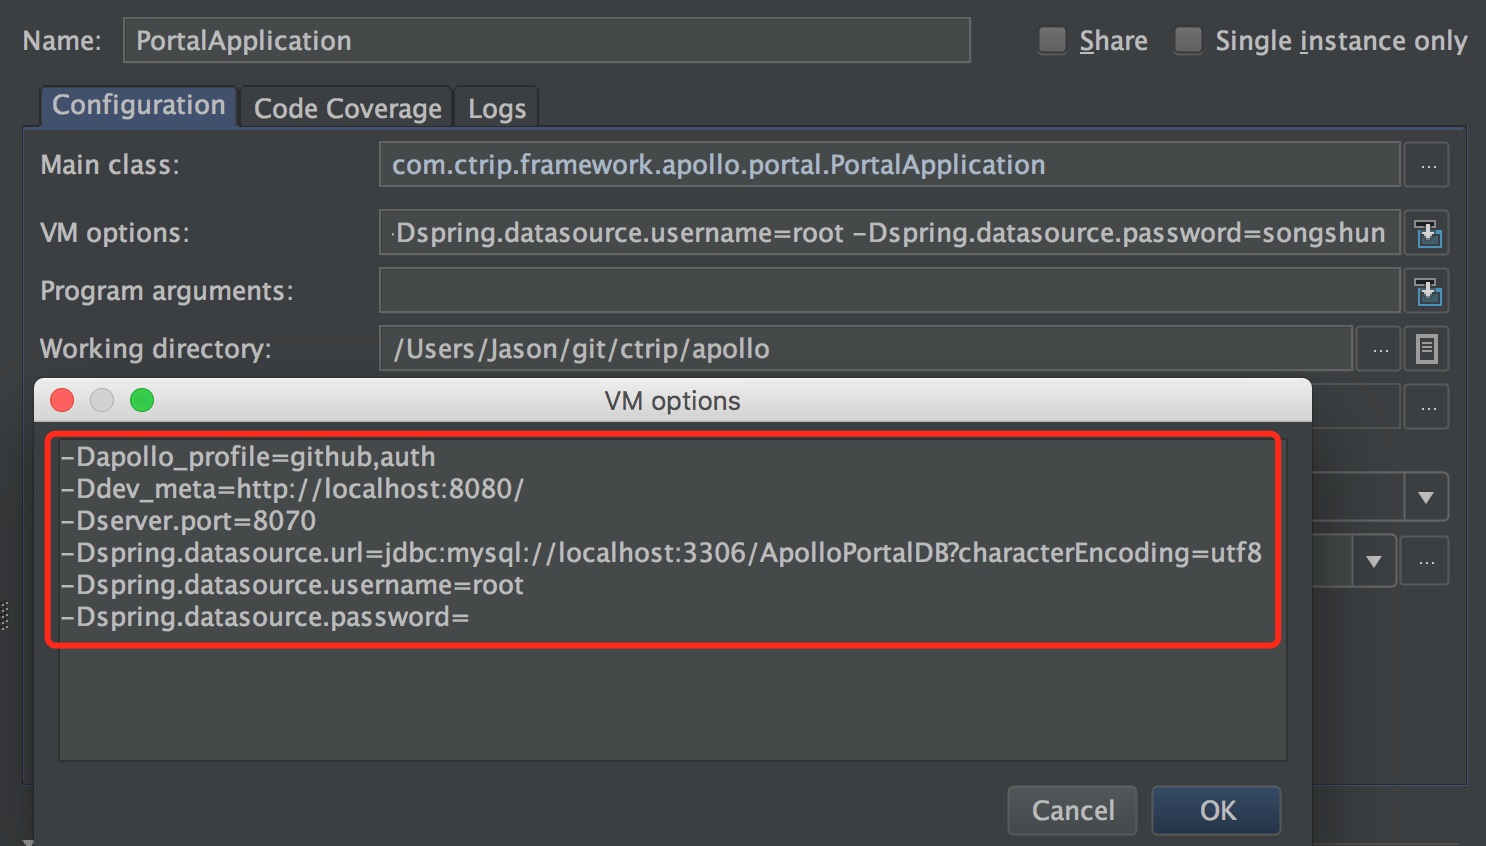 Name: PortalApplication Share Single instance only
Configuration Code Coverage Logs
Main class: com.ctrip.framework.apollo.portal.PortalApplication ...
VM options: -Dspring.datasource.username=root -Dspring.datasource.password=songshun
Program arguments:
Working directory: /Users/Jason/git/ctrip/apollo ...
...
VM options
-Dapollo_profile=github,auth
-Ddev_meta=http://localhost:8080/
-Dserver.port=8070
-Dspring.datasource.url=jdbc:mysql://localhost:3306/ApolloPortalDB?characterEncoding=utf8
-Dspring.datasource.username=root
-Dspring.datasource.password=
...
Cancel OK